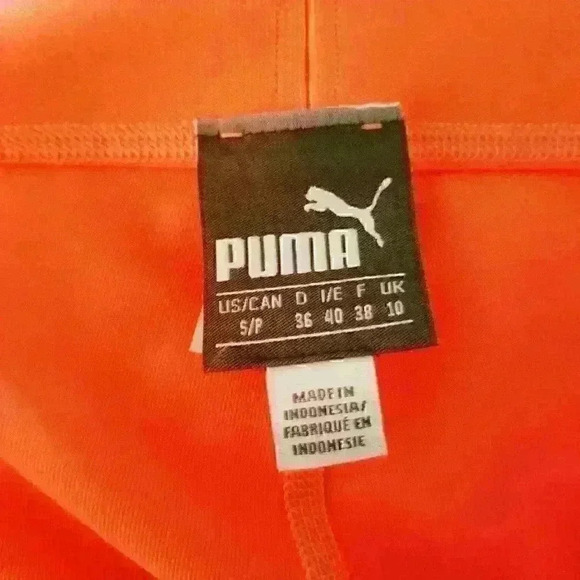 PUMA
US/CAN D I/E F UK
S/P 36 40 38 10
MADE IN
INDONESIA/
FABRIQUÉ EN
INDONESIE